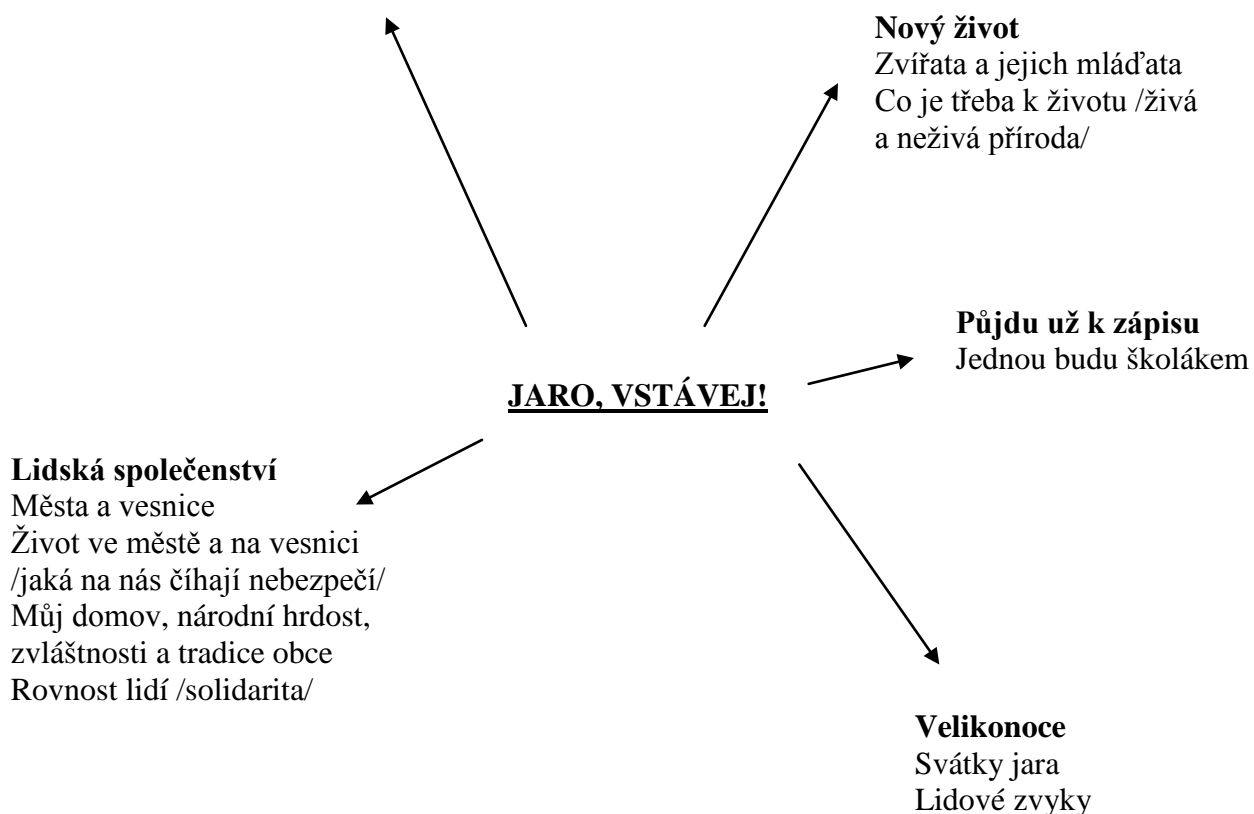 Nový život
Zvířata a jejich mláďata
Co je třeba k životu /živá
a neživá příroda/
Půjdu už k zápisu
Jednou budu školákem
JARO, VSTÁVEJ!
Lidská společenství
Města a vesnice
Život ve městě a na vesnici
/jaká na nás číhají nebezpečí/
Můj domov, národní hrdost,
zvláštnosti a tradice obce
Rovnost lidí /solidarita/
Velikonoce
Svátky jara
Lidové zvyky